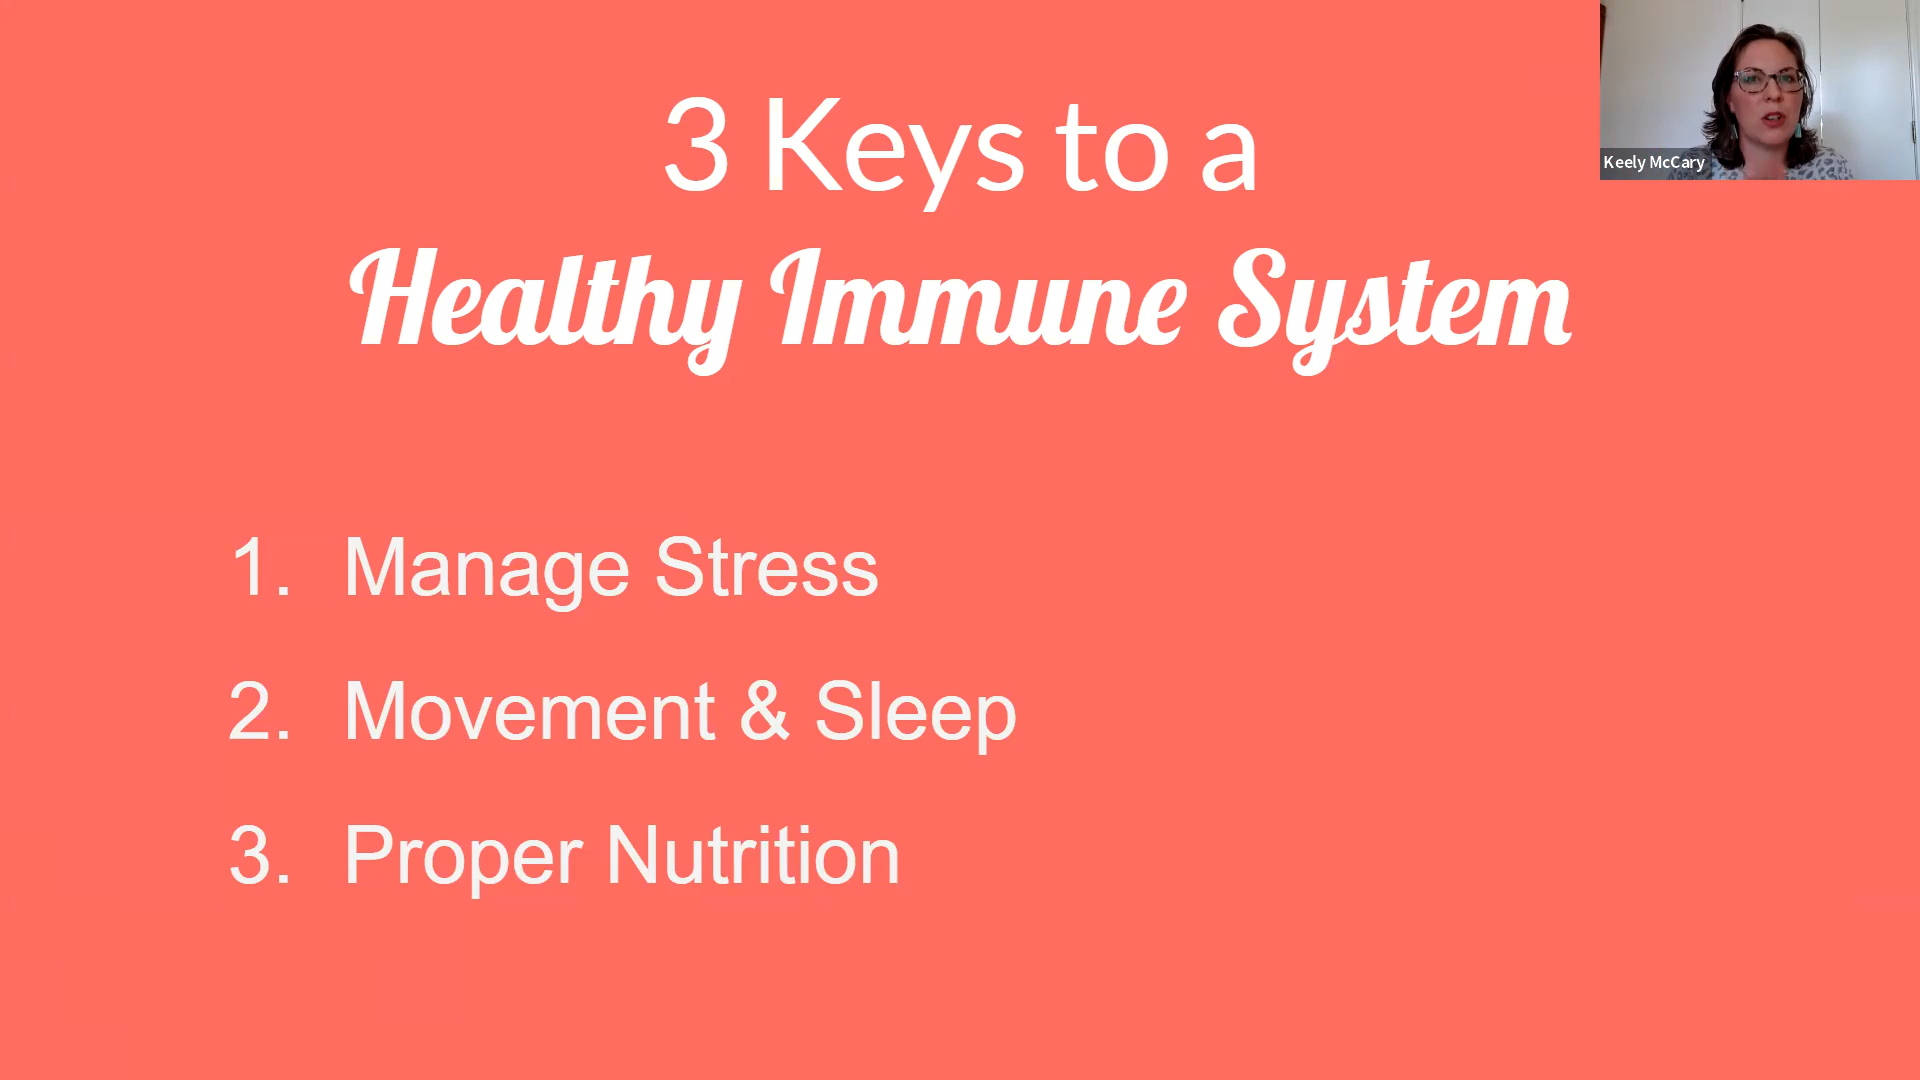 3 Keys to a
Healthy Immune System
Keely McCary
1. Manage Stress
2. Movement & Sleep
3. Proper Nutrition